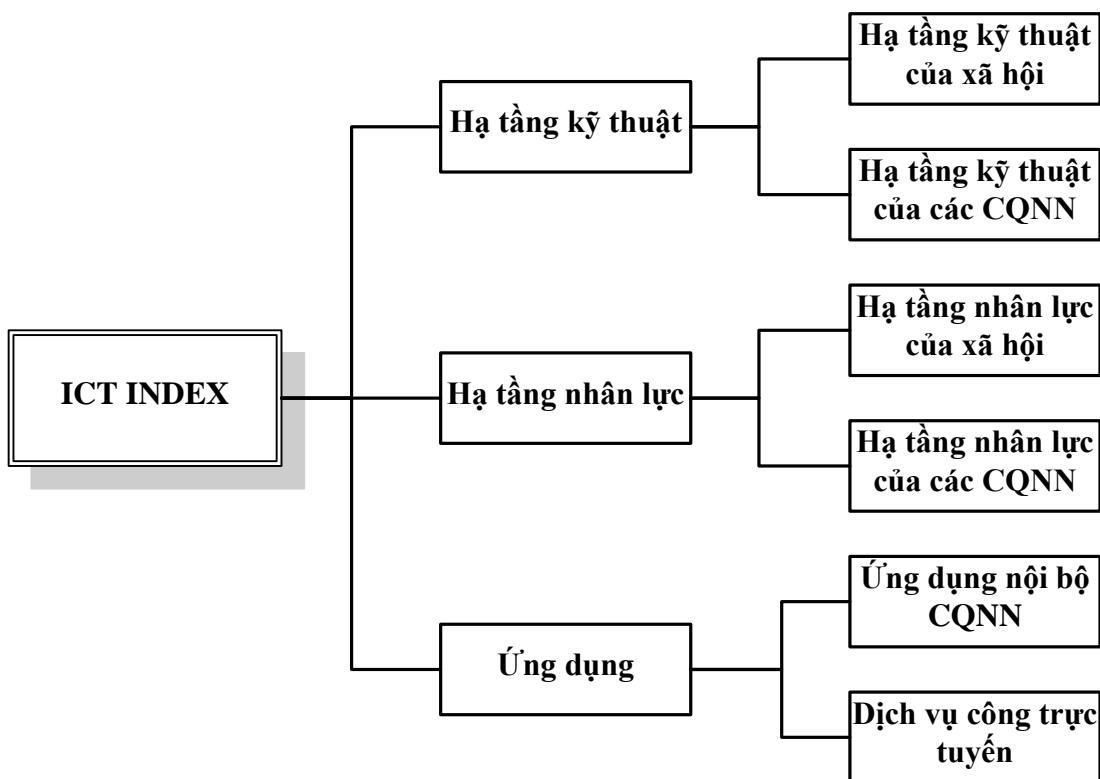 Hạ tầng kỹ thuật
của xã hội
Hạ tầng kỹ thuật
Hạ tầng kỹ thuật
của các CQNN
Hạ tầng nhân lực
của xã hội
ICT INDEX
Hạ tầng nhân lực
Hạ tầng nhân lực
của các CQNN
Ứng dụng nội bộ
CQNN
Ứng dụng
Dịch vụ công trực
tuyến